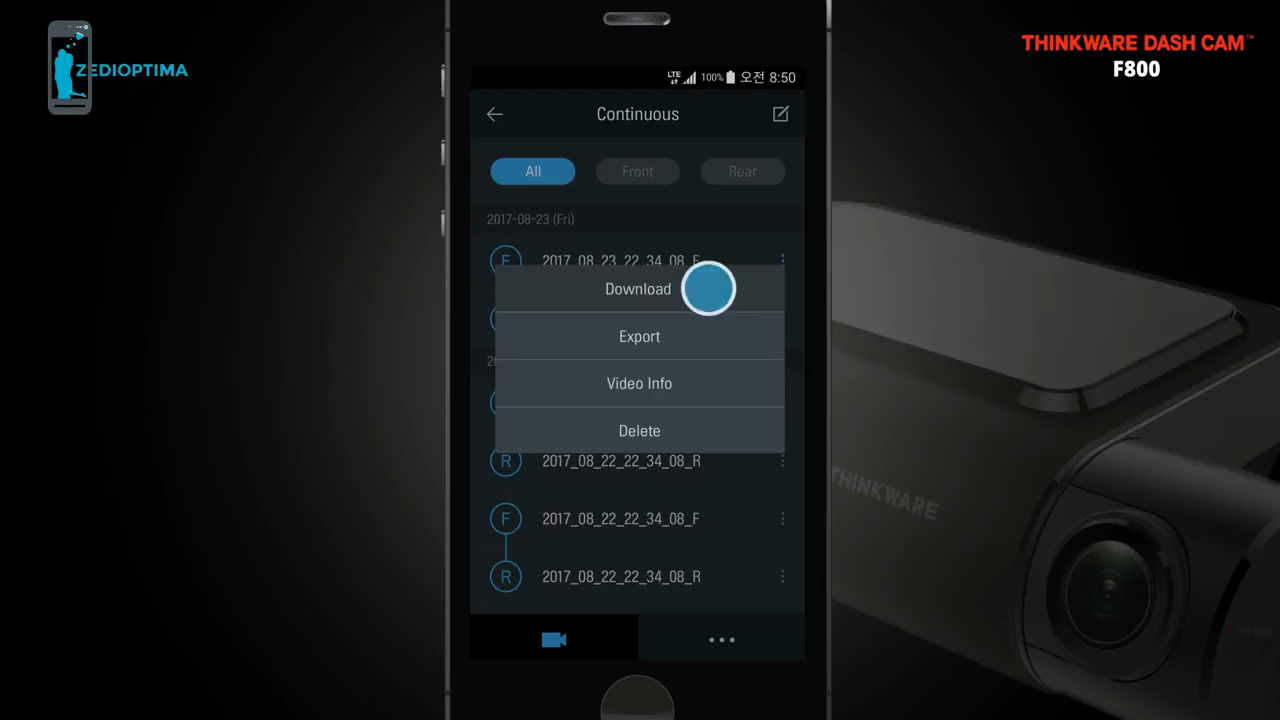 ZEDIOPTIMA
THINKWARE DASH CAM™
F800
LTE 100% 오전 8:50
Continuous
All Front Rear
2017-08-23 (Fri)
F 2017_08_23_22_34_08_F
Download
Export
Video Info
Delete
R 2017_08_22_22_34_08_R
F 2017_08_22_22_34_08_F
R 2017_08_22_22_34_08_R
THINKWARE